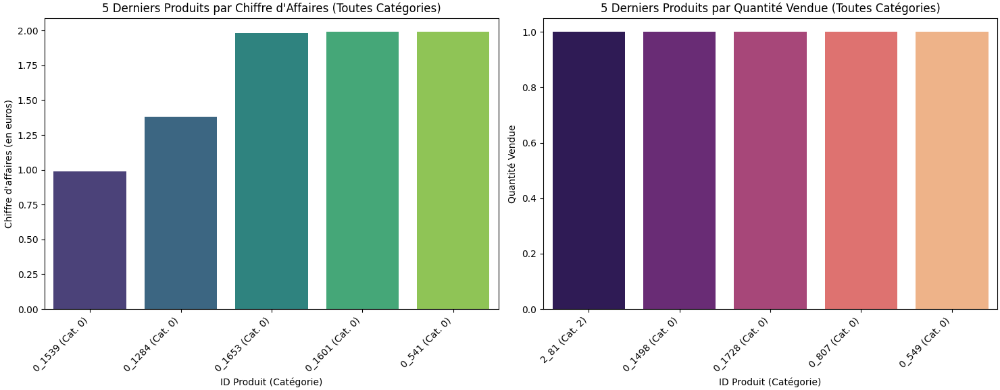 5 Derniers Produits par Chiffre d'Affaires (Toutes Catégories)
Chiffre d'affaires (en euros)
2.00
1.75
1.50
1.25
1.00
0.75
0.50
0.25
0.00
0_1539 (Cat. 0)
0_1284 (Cat. 0)
0_1653 (Cat. 0)
0_1601 (Cat. 0)
0_541 (Cat. 0)
ID Produit (Catégorie)
5 Derniers Produits par Quantité Vendue (Toutes Catégories)
Quantité Vendue
1.0
0.8
0.6
0.4
0.2
0.0
2_81 (Cat. 2)
0_1498 (Cat. 0)
0_1728 (Cat. 0)
0_807 (Cat. 0)
0_549 (Cat. 0)
ID Produit (Catégorie)